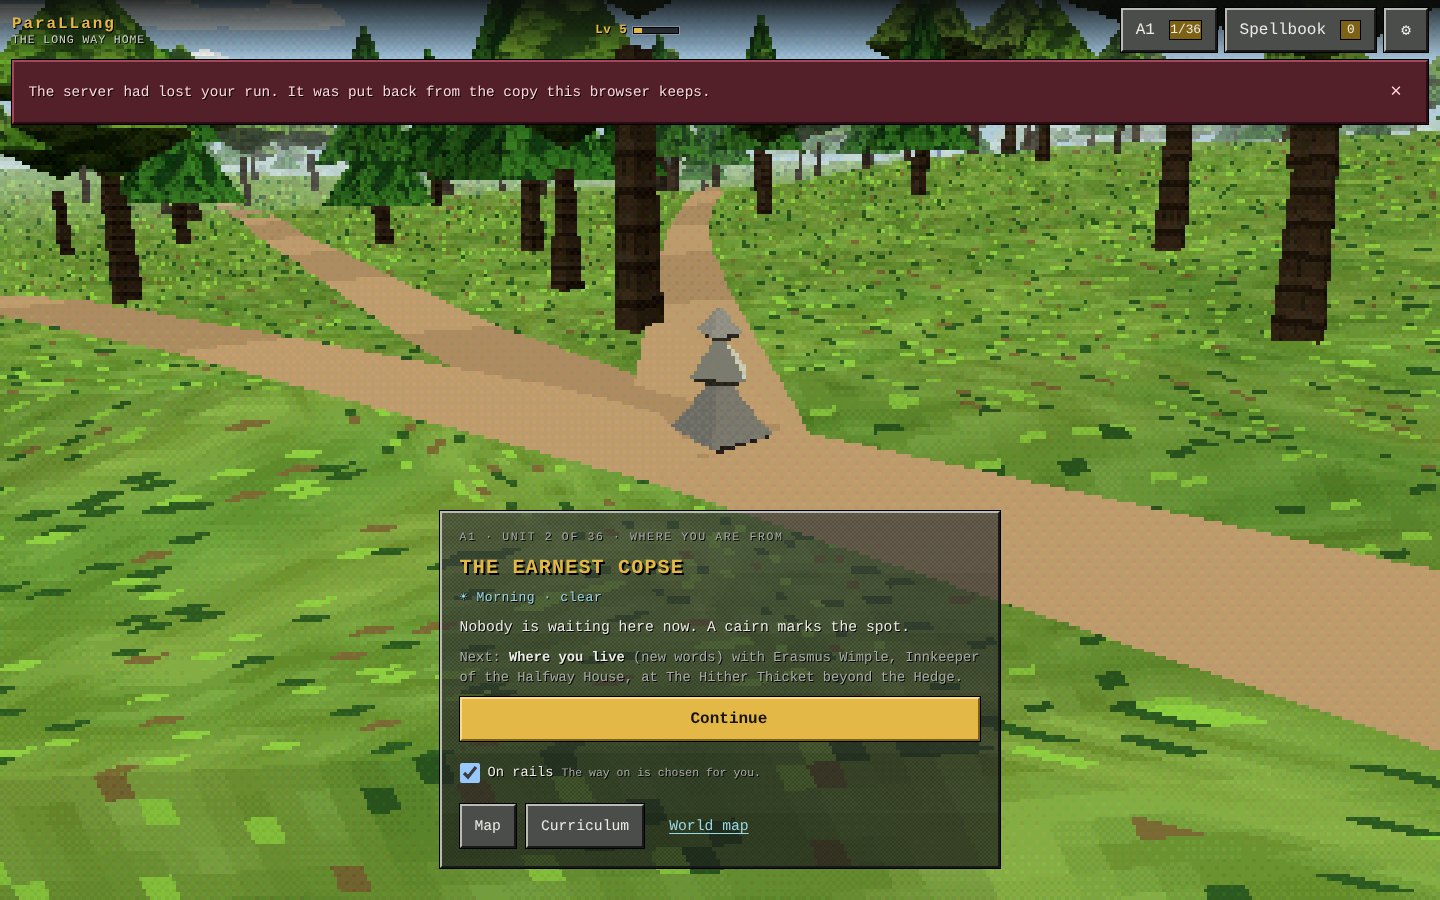 ParaLLang
THE LONG WAY HOME
Lv 5
A1 1/36
Spellbook 0
The server had lost your run. It was put back from the copy this browser keeps.
A1 · UNIT 2 OF 36 · WHERE YOU ARE FROM
THE EARNEST COPSE
☀ Morning · clear
Nobody is waiting here now. A cairn marks the spot.
Next: Where you live (new words) with Erasmus Wimple, Innkeeper
of the Halfway House, at The Hither Thicket beyond the Hedge.
Continue
On rails The way on is chosen for you.
Map
Curriculum
World map